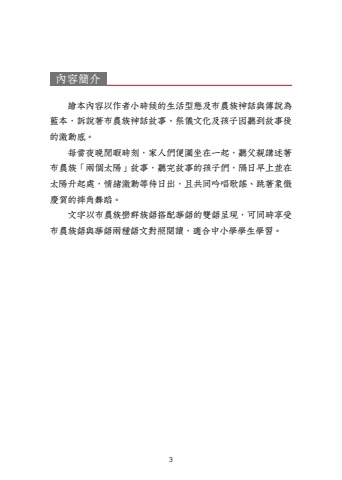 內容簡介
繪本內容以作者小時候的生活型態及布農族神話與傳說為
藍本，訴說著布農族神話故事、祭儀文化及孩子因聽到故事後
的激動感。
每當夜晚閒暇時刻，家人們便圍坐在一起，聽父親講述著
布農族「兩個太陽」故事，聽完故事的孩子們，隔日早上並在
太陽升起處，情緒激動等待日出，且共同吟唱歌謠、跳著象徵
慶賀的摔角舞蹈。
文字以布農族巒群族語搭配華語的雙語呈現，可同時享受
布農族語與華語兩種語文對照閱讀，適合中小學學生學習。
3